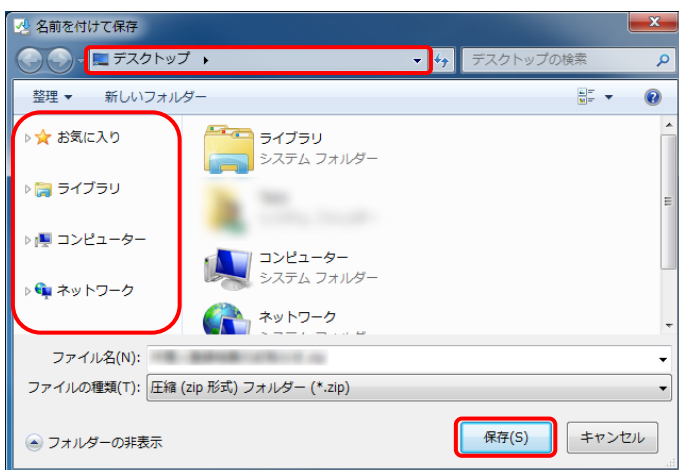 名前を付けて保存
デスクトップ
デスクトップの検索
整理
新しいフォルダー
お気に入り
ライブラリ
コンピューター
ネットワーク
ライブラリ
システム フォルダー
コンピューター
システム フォルダー
ネットワーク
ファイル名(N):
ファイルの種類(T): 圧縮 (zip 形式) フォルダー (*.zip)
フォルダーの非表示
保存(S)
キャンセル